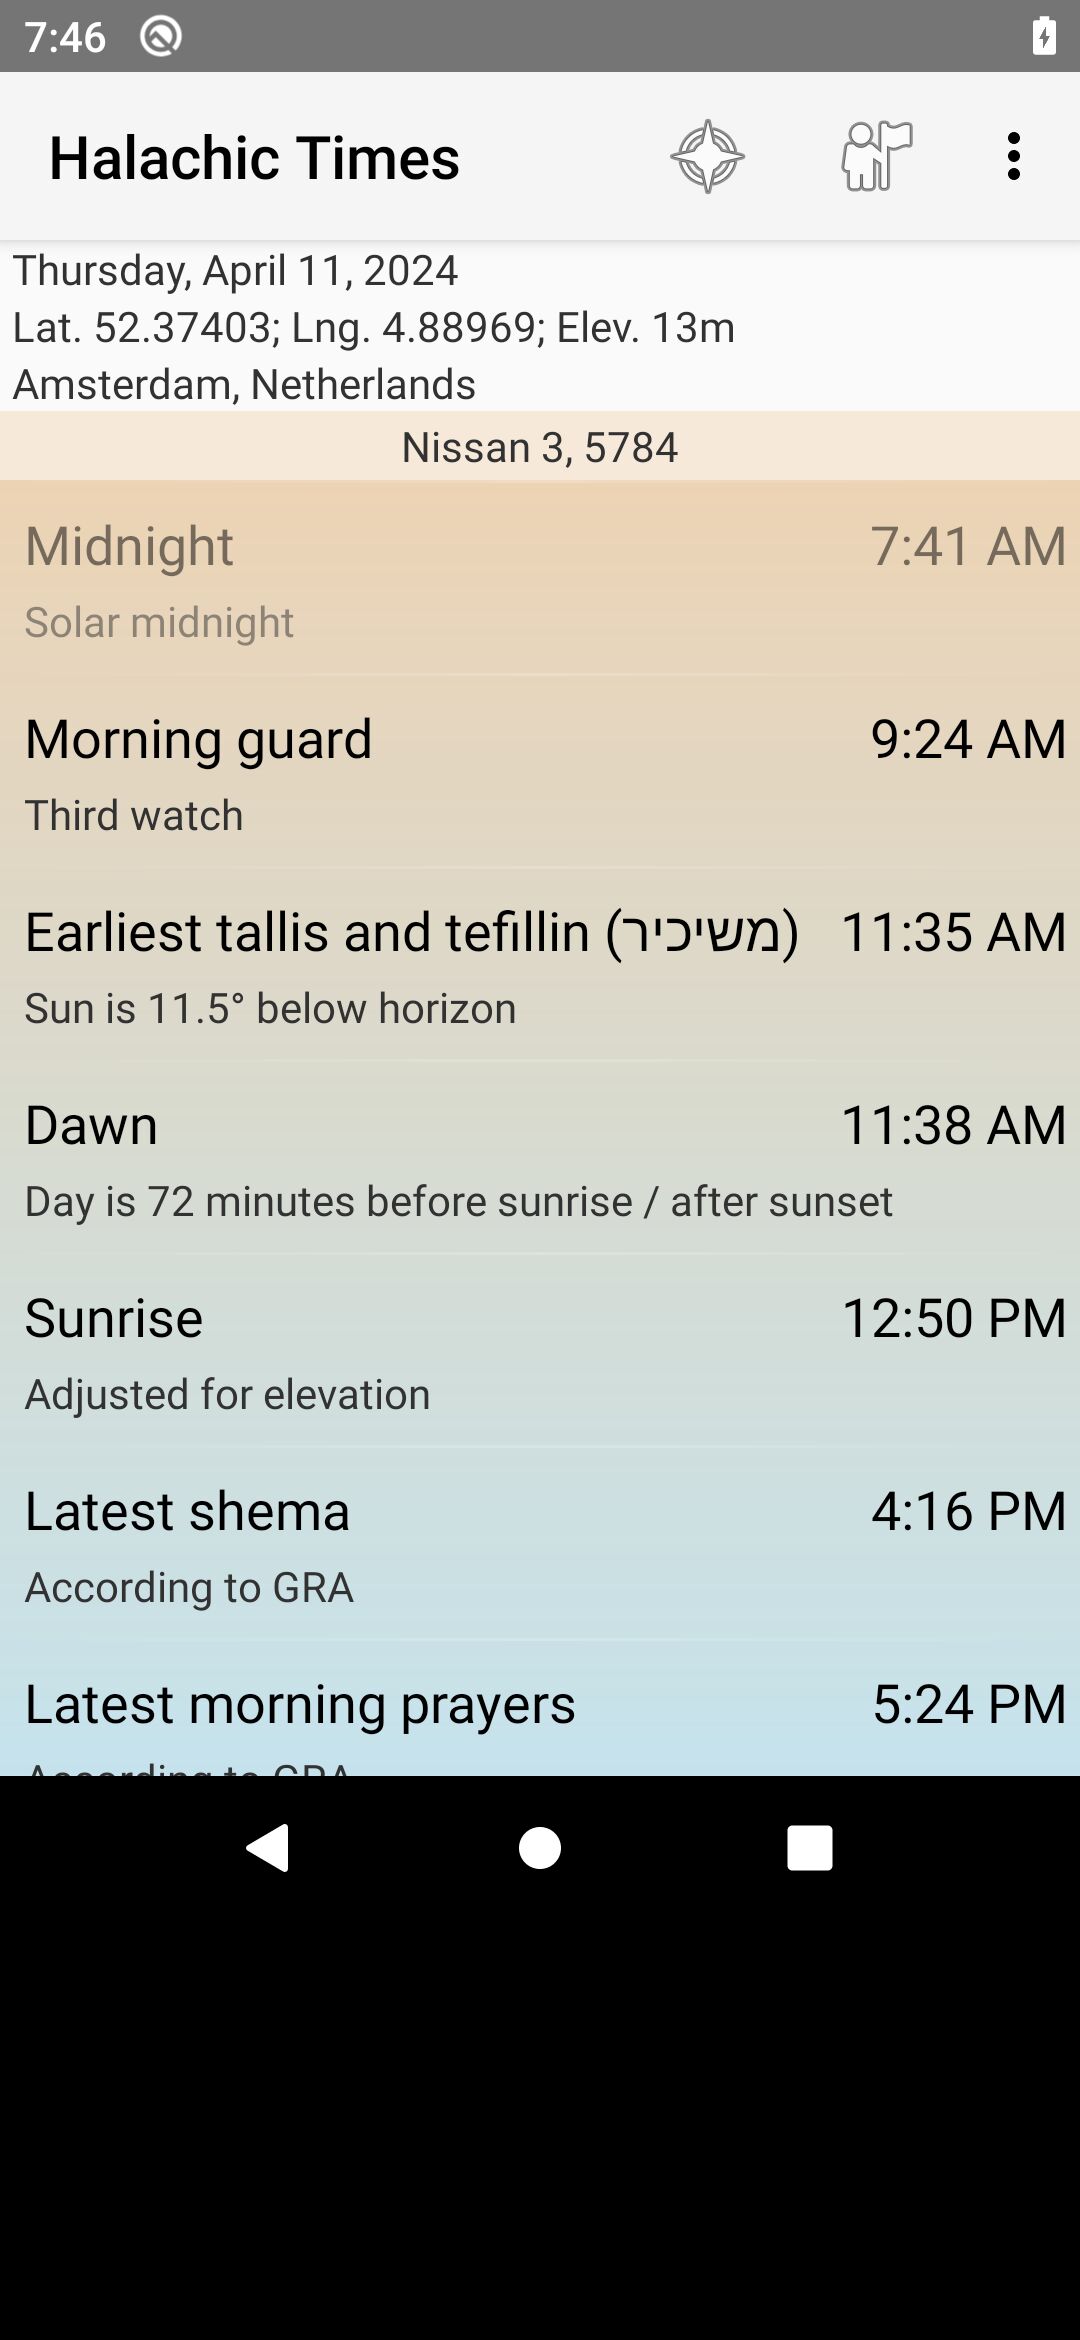 7:46
Halachic Times
Thursday, April 11, 2024
Lat. 52.37403; Lng. 4.88969; Elev. 13m
Amsterdam, Netherlands
Nissan 3, 5784
Midnight 7:41 AM
Solar midnight
Morning guard 9:24 AM
Third watch
Earliest tallis and tefillin (משיכיר) 11:35 AM
Sun is 11.5° below horizon
Dawn 11:38 AM
Day is 72 minutes before sunrise / after sunset
Sunrise 12:50 PM
Adjusted for elevation
Latest shema 4:16 PM
According to GRA
Latest morning prayers 5:24 PM
According to GRA